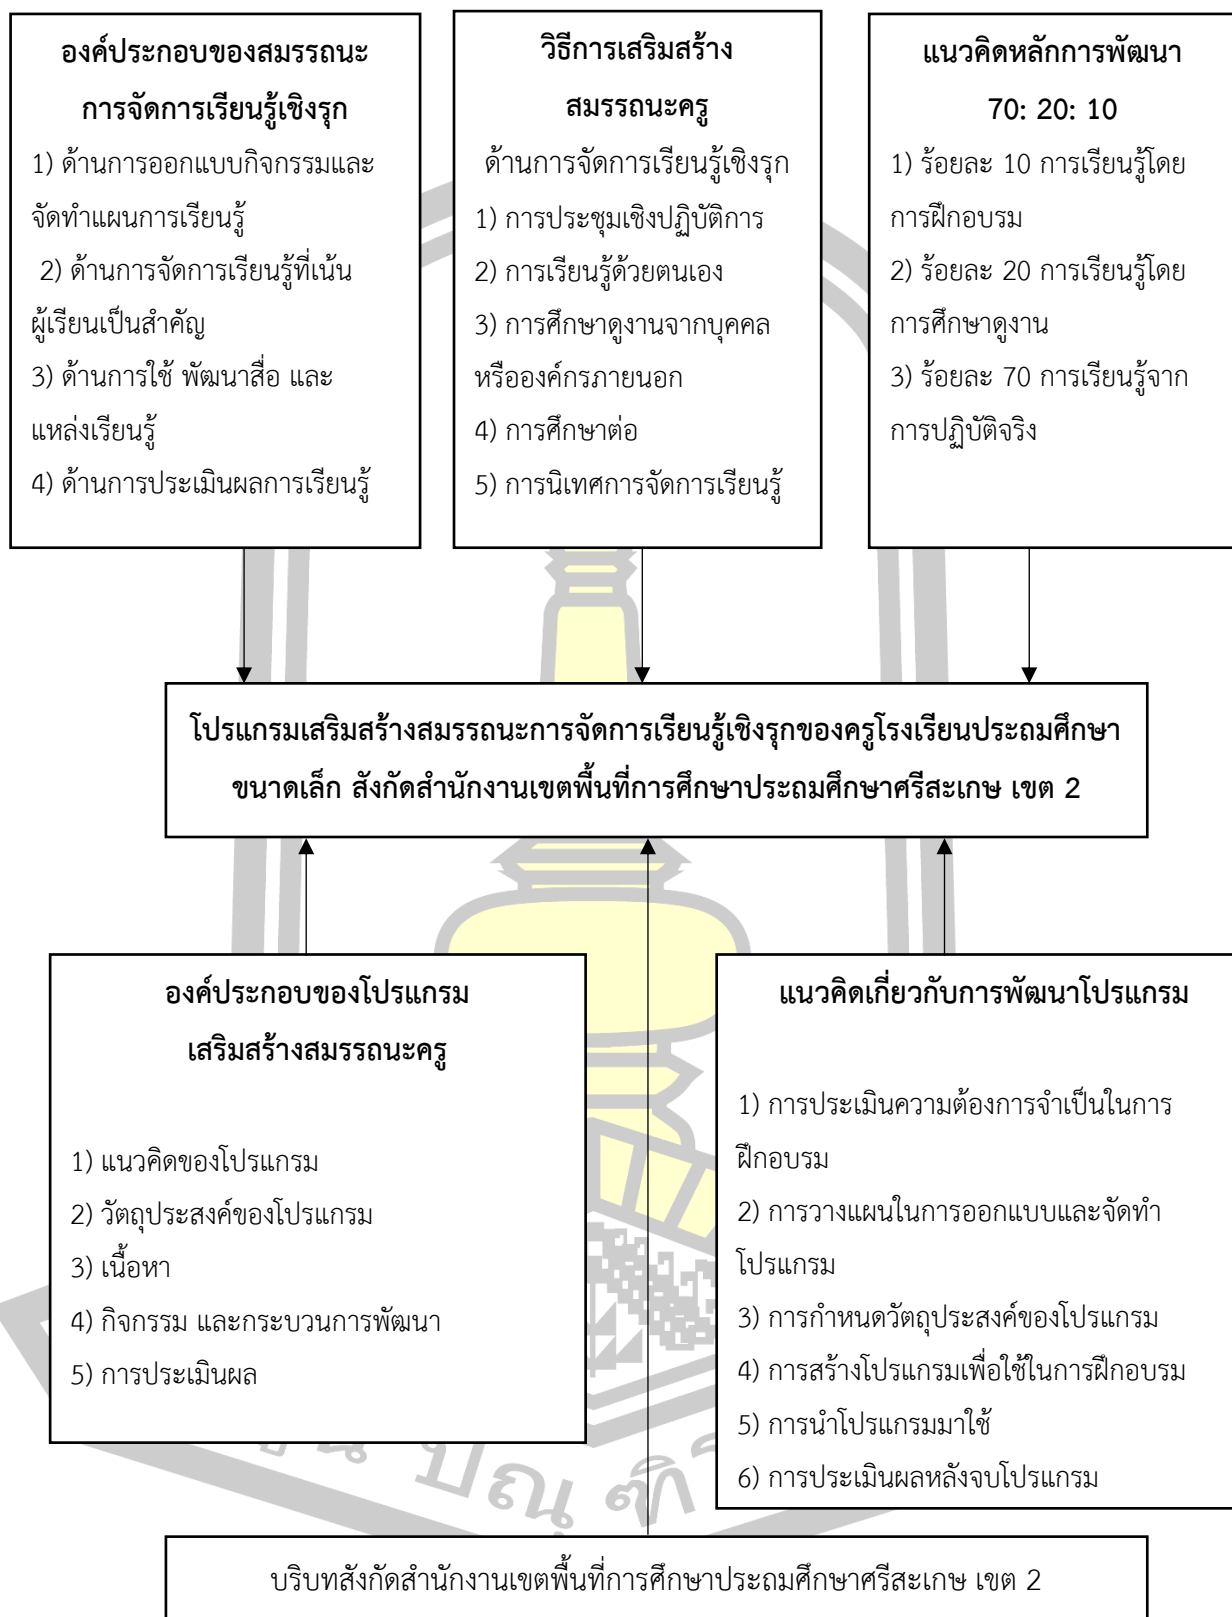 องค์ประกอบของสมรรถนะ
การจัดการเรียนรู้เชิงรุก
1) ด้านการออกแบบกิจกรรมและ
จัดทำแผนการเรียนรู้
2) ด้านการจัดการเรียนรู้ที่เน้น
ผู้เรียนเป็นสำคัญ
3) ด้านการใช้ พัฒนาสื่อ และ
แหล่งเรียนรู้
4) ด้านการประเมินผลการเรียนรู้
วิธีการเสริมสร้าง
สมรรถนะครู
ด้านการจัดการเรียนรู้เชิงรุก
1) การประชุมเชิงปฏิบัติการ
2) การเรียนรู้ด้วยตนเอง
3) การศึกษาดูงานจากบุคคล
หรือองค์กรภายนอก
4) การศึกษาต่อ
5) การนิเทศการจัดการเรียนรู้
แนวคิดหลักการพัฒนา
70: 20: 10
1) ร้อยละ 10 การเรียนรู้โดย
การฝึกอบรม
2) ร้อยละ 20 การเรียนรู้โดย
การศึกษาดูงาน
3) ร้อยละ 70 การเรียนรู้จาก
การปฏิบัติจริง
โปรแกรมเสริมสร้างสมรรถนะการจัดการเรียนรู้เชิงรุกของครูโรงเรียนประถมศึกษา
ขนาดเล็ก สังกัดสำนักงานเขตพื้นที่การศึกษาประถมศึกษาศรีสะเกษ เขต 2
องค์ประกอบของโปรแกรม
เสริมสร้างสมรรถนะครู
1) แนวคิดของโปรแกรม
2) วัตถุประสงค์ของโปรแกรม
3) เนื้อหา
4) กิจกรรม และกระบวนการพัฒนา
5) การประเมินผล
แนวคิดเกี่ยวกับการพัฒนาโปรแกรม
1) การประเมินความต้องการจำเป็นในการ
ฝึกอบรม
2) การวางแผนในการออกแบบและจัดทำ
โปรแกรม
3) การกำหนดวัตถุประสงค์ของโปรแกรม
4) การสร้างโปรแกรมเพื่อใช้ในการฝึกอบรม
5) การนำโปรแกรมมาใช้
6) การประเมินผลหลังจบโปรแกรม
บริบทสังกัดสำนักงานเขตพื้นที่การศึกษาประถมศึกษาศรีสะเกษ เขต 2